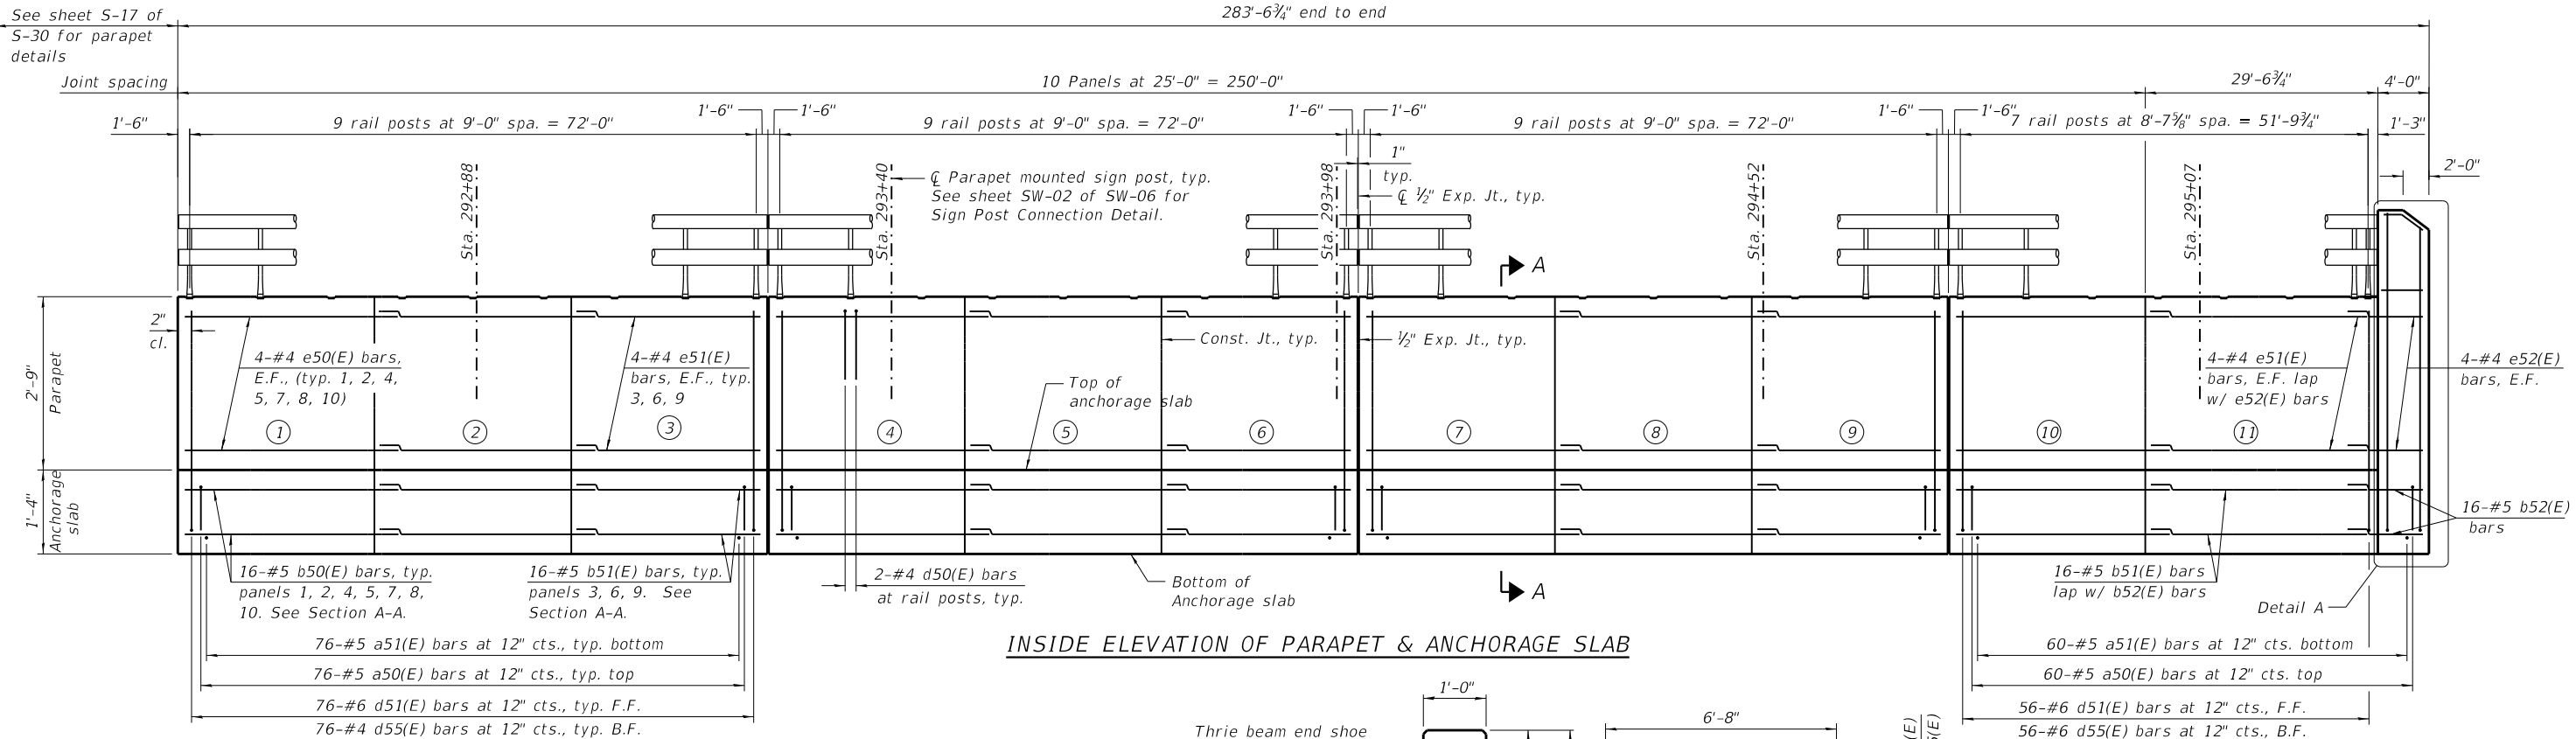 See sheet S-17 of
S-30 for parapet
details
283'-6¾" end to end
Joint spacing
10 Panels at 25'-0" = 250'-0"
29'-6¾"
4'-0"
1'-6"
9 rail posts at 9'-0" spa. = 72'-0"
1'-6"
1'-6"
9 rail posts at 9'-0" spa. = 72'-0"
1'-6"
1'-6"
9 rail posts at 9'-0" spa. = 72'-0"
1'-6"
1'-6"
7 rail posts at 8'-7⅝" spa. = 51'-9¾"
1'-3"
2'-0"
1"
typ.
Sta. 292+88
Sta. 293+40
Sta. 293+98
Sta. 294+52
Sta. 295+07
℄ Parapet mounted sign post, typ.
See sheet SW-02 of SW-06 for
Sign Post Connection Detail.
℄ ½" Exp. Jt., typ.
A
2"
cl.
2'-9"
Parapet
1'-4"
Anchorage
slab
4-#4 e50(E) bars,
E.F., (typ. 1, 2, 4,
5, 7, 8, 10)
4-#4 e51(E)
bars, E.F., typ.
3, 6, 9
Const. Jt., typ.
½" Exp. Jt., typ.
Top of
anchorage slab
4-#4 e51(E)
bars, E.F. lap
w/ e52(E) bars
4-#4 e52(E)
bars, E.F.
1
2
3
4
5
6
7
8
9
10
11
16-#5 b52(E)
bars
16-#5 b50(E) bars, typ.
panels 1, 2, 4, 5, 7, 8,
10. See Section A-A.
16-#5 b51(E) bars, typ.
panels 3, 6, 9. See
Section A-A.
2-#4 d50(E) bars
at rail posts, typ.
Bottom of
Anchorage slab
A
16-#5 b51(E) bars
lap w/ b52(E) bars
Detail A
INSIDE ELEVATION OF PARAPET & ANCHORAGE SLAB
76-#5 a51(E) bars at 12" cts., typ. bottom
76-#5 a50(E) bars at 12" cts., typ. top
76-#6 d51(E) bars at 12" cts., typ. F.F.
76-#4 d55(E) bars at 12" cts., typ. B.F.
60-#5 a51(E) bars at 12" cts. bottom
60-#5 a50(E) bars at 12" cts. top
56-#6 d51(E) bars at 12" cts., F.F.
56-#6 d55(E) bars at 12" cts., B.F.
1'-0"
Thrie beam end shoe
6'-8"